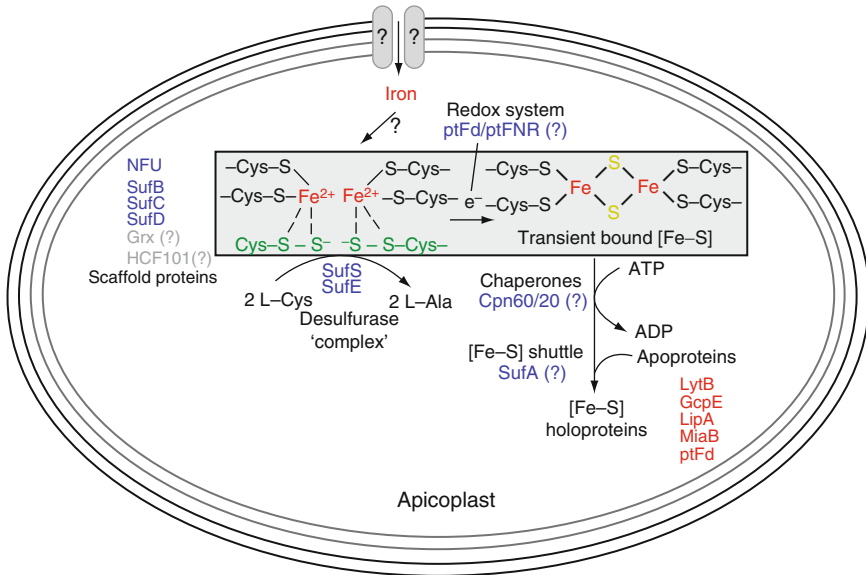 ? ?
Iron
?
Redox system
ptFd/ptFNR (?)
NFU
SufB
SufC
SufD
Grx (?)
HCF101(?)
Scaffold proteins
–Cys–S S–Cys–
–Cys–S Fe2+ Fe2+ S–Cys– e–
Cys–S – S– –S – S–Cys–
–Cys–S S S–Cys–
Fe Fe
–Cys–S S S–Cys–
Transient bound [Fe–S]
SufS
SufE
2 L–Cys 2 L–Ala
Desulfurase
‘complex’
Chaperones
Cpn60/20 (?)
ATP
ADP
[Fe–S] shuttle
SufA (?)
Apoproteins
[Fe–S]
holoproteins
LytB
GcpE
LipA
MiaB
ptFd
Apicoplast